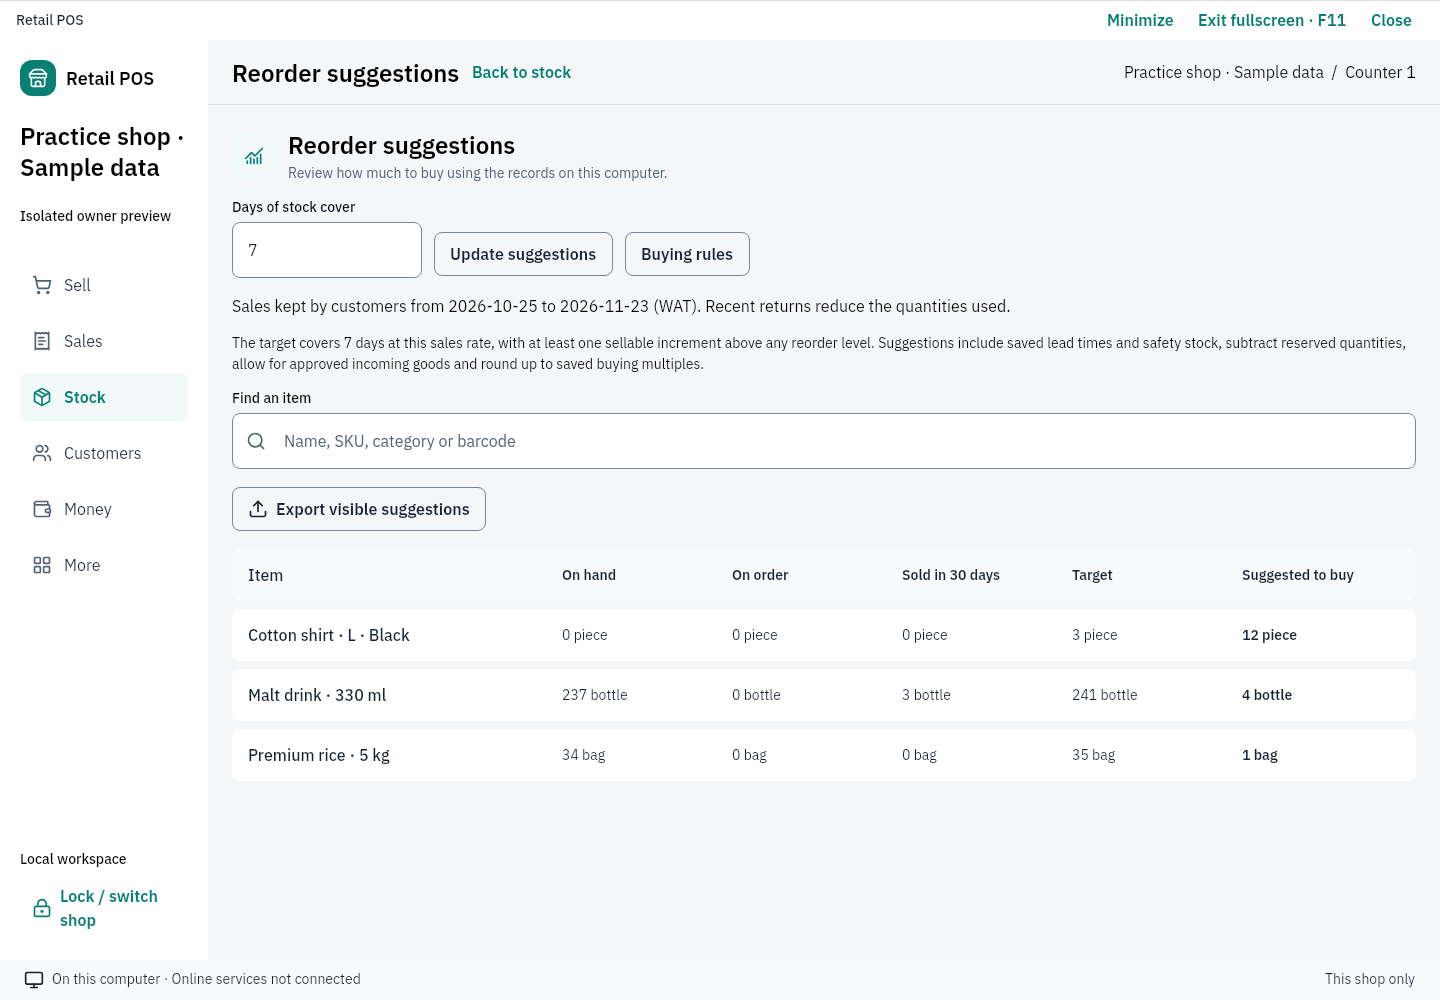 Retail POS
Minimize
Exit fullscreen · F11
Close
Retail POS
Practice shop ·
Sample data
Isolated owner preview
Sell
Sales
Stock
Customers
Money
More
Local workspace
Lock / switch
shop
Reorder suggestions
Back to stock
Practice shop · Sample data / Counter 1
Reorder suggestions
Review how much to buy using the records on this computer.
Days of stock cover
7
Update suggestions
Buying rules
Sales kept by customers from 2026-10-25 to 2026-11-23 (WAT). Recent returns reduce the quantities used.
The target covers 7 days at this sales rate, with at least one sellable increment above any reorder level. Suggestions include saved lead times and safety stock, subtract reserved quantities,
allow for approved incoming goods and round up to saved buying multiples.
Find an item
Name, SKU, category or barcode
Export visible suggestions
Item On hand On order Sold in 30 days Target Suggested to buy
Cotton shirt · L · Black 0 piece 0 piece 0 piece 3 piece 12 piece
Malt drink · 330 ml 237 bottle 0 bottle 3 bottle 241 bottle 4 bottle
Premium rice · 5 kg 34 bag 0 bag 0 bag 35 bag 1 bag
On this computer · Online services not connected
This shop only